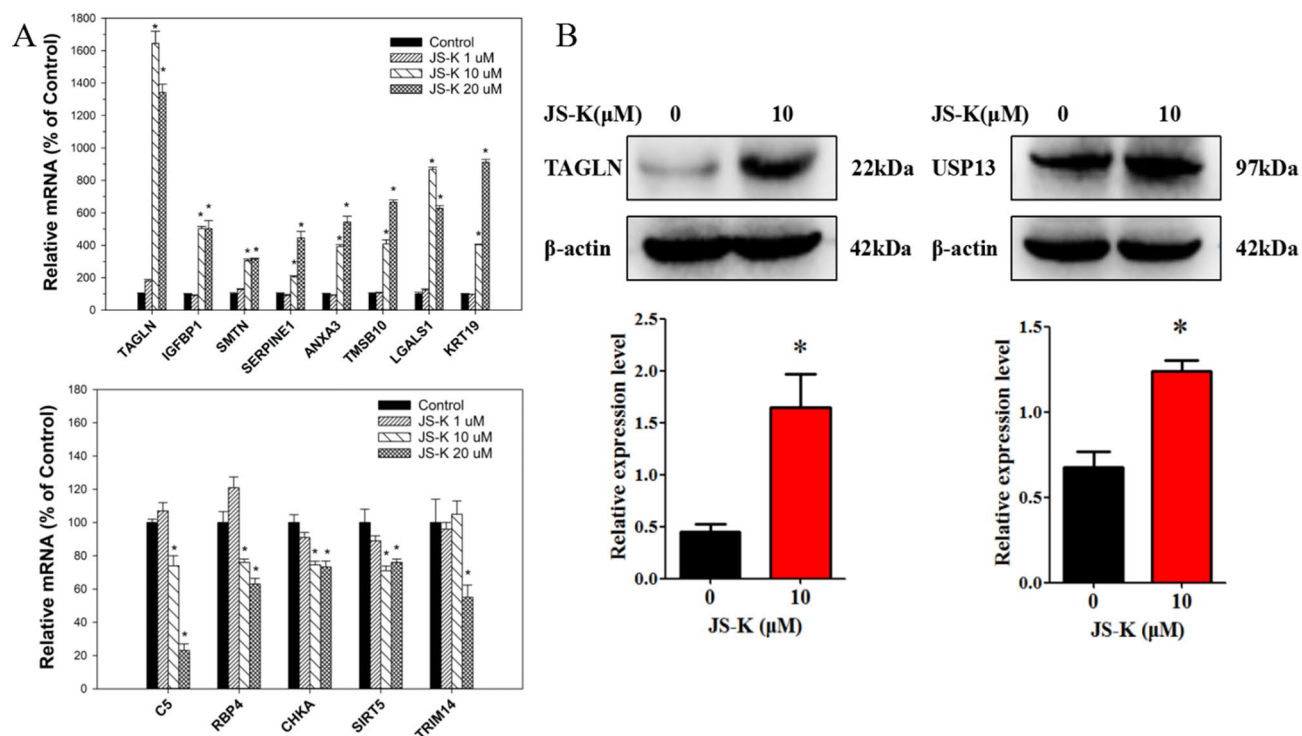 A
Relative mRNA (% of Control)
1800
1600
1400
1200
1000
800
600
400
200
0
Control
JS-K 1 uM
JS-K 10 uM
JS-K 20 uM
* * * * * * * * * * * * * * * *
TAGLN IGFBP1 SMTN SERPINE1 ANXA3 TMSB10 LGALS1 KRT19
Relative mRNA (% of Control)
180
160
140
120
100
80
60
40
20
0
Control
JS-K 1 uM
JS-K 10 uM
JS-K 20 uM
* * * * * * * * *
C5 RBP4 CHKA SIRT5 TRIM14
B
JS-K(μM) 0 10
TAGLN 22kDa
β-actin 42kDa
JS-K(μM) 0 10
USP13 97kDa
β-actin 42kDa
Relative expression level
2.5
2.0
1.5
1.0
0.5
0.0
*
0 10
JS-K (μM)
Relative expression level
1.5
1.0
0.5
0.0
*
0 10
JS-K (μM)